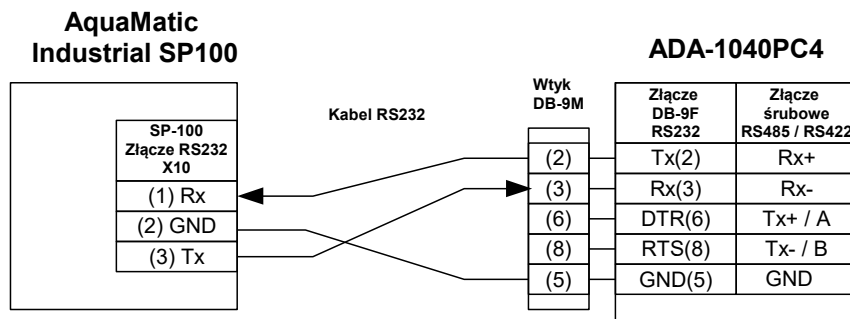 AquaMatic
Industrial SP100
ADA-1040PC4
Kabel RS232
Wtyk
DB-9M
SP-100
Złącze RS232
X10
(1) Rx
(2) GND
(3) Tx
(2)
(3)
(6)
(8)
(5)
Złącze
DB-9F
RS232
Złącze
śrubowe
RS485 / RS422
Tx(2) Rx+
Rx(3) Rx-
DTR(6) Tx+ / A
RTS(8) Tx- / B
GND(5) GND